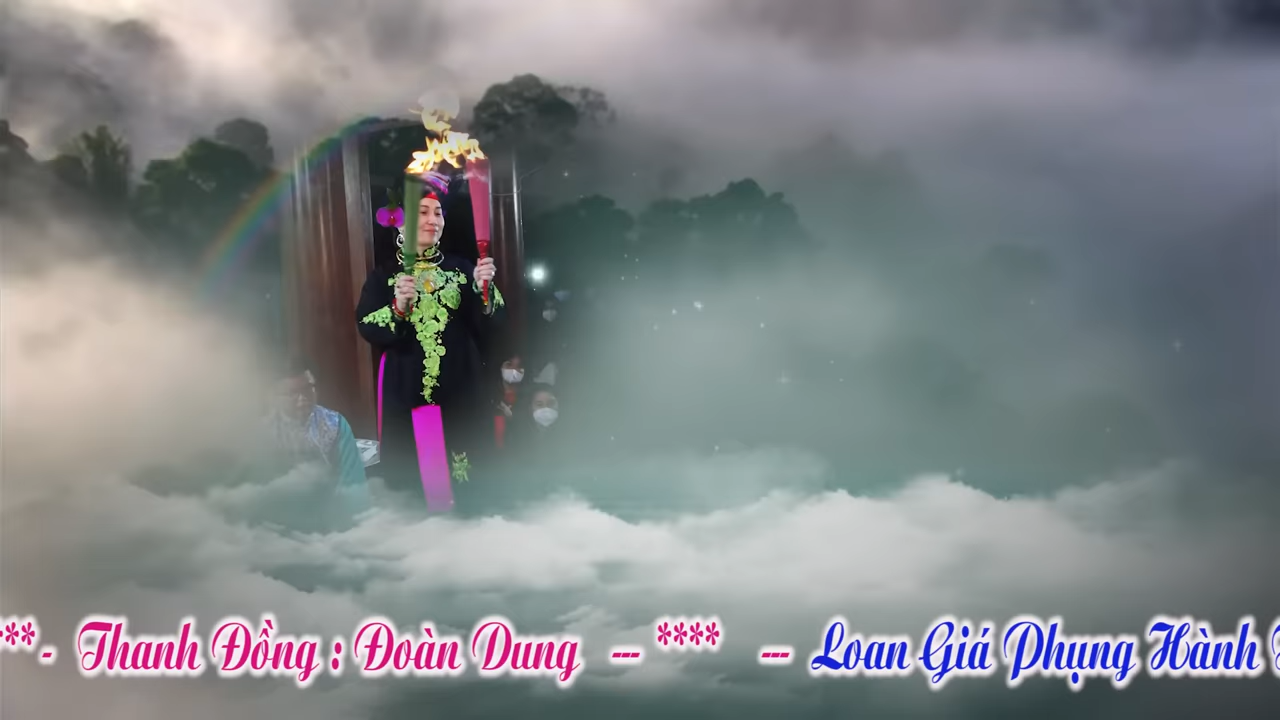 ***- Thanh Đồng : Đoàn Dung --- **** --- Loan Giá Phụng Hành